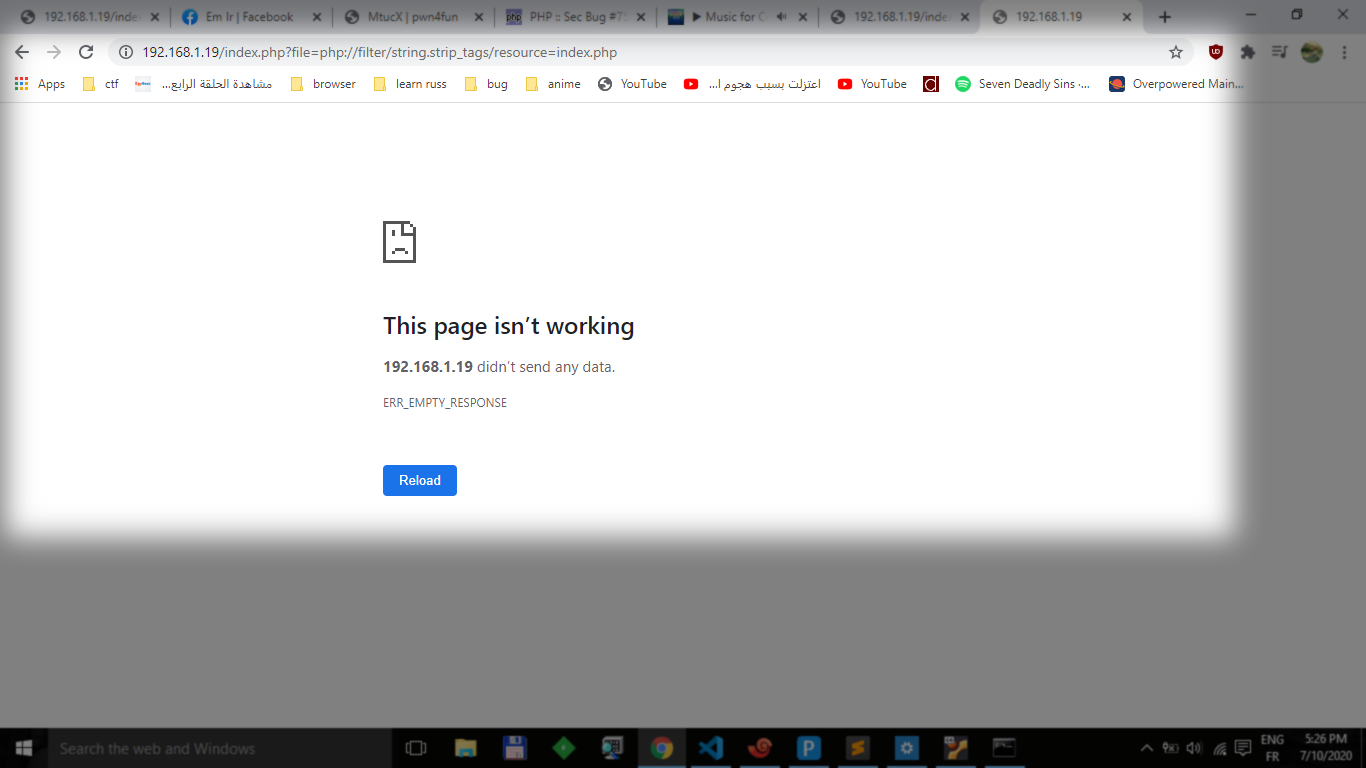 192.168.1.19/inde
Em Ir | Facebook
MtucX | pwn4fun
PHP :: Sec Bug #7
Music for C
192.168.1.19/inde
192.168.1.19
192.168.1.19/index.php?file=php://filter/string.strip_tags/resource=index.php
Apps
ctf
مشاهدة الحلقة الرابع...
browser
learn russ
bug
anime
YouTube
اعتزلت بسبب هجوم ا...
YouTube
Seven Deadly Sins ·...
Overpowered Main...
This page isn't working
192.168.1.19 didn't send any data.
ERR_EMPTY_RESPONSE
Reload
Search the web and Windows
ENG
FR
5:26 PM
7/10/2020